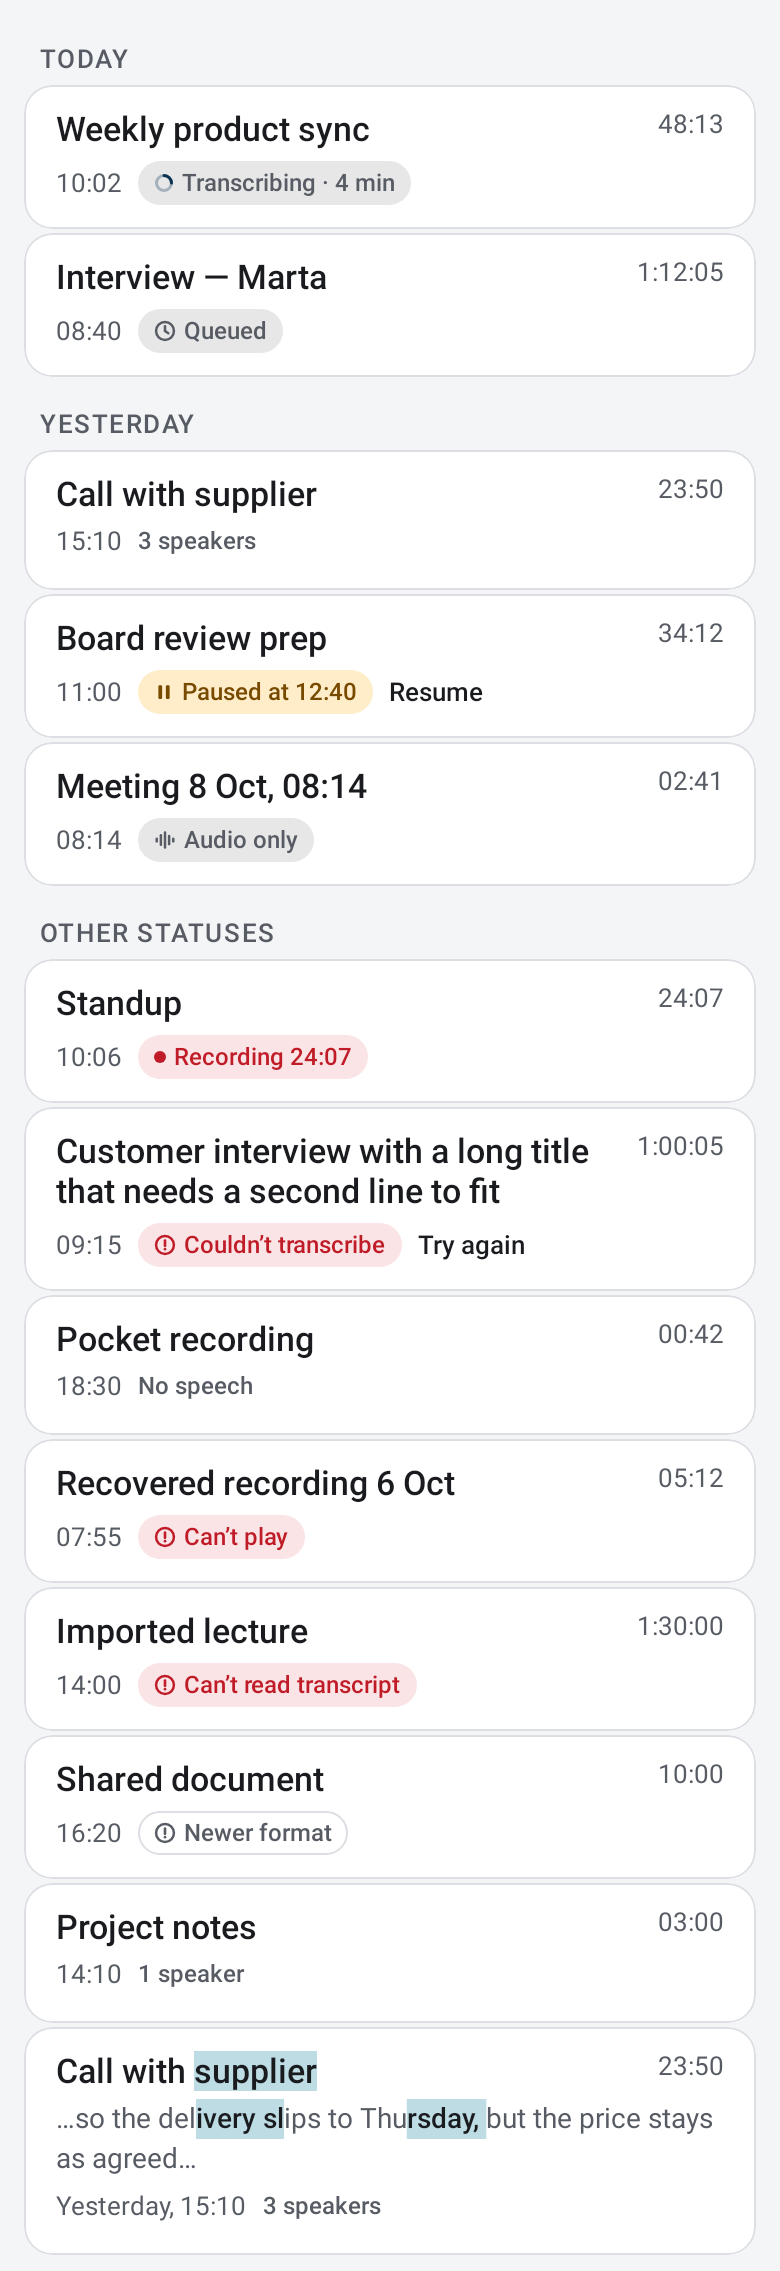 TODAY
Weekly product sync 48:13
10:02 Transcribing · 4 min
Interview — Marta 1:12:05
08:40 Queued
YESTERDAY
Call with supplier 23:50
15:10 3 speakers
Board review prep 34:12
11:00 Paused at 12:40 Resume
Meeting 8 Oct, 08:14 02:41
08:14 Audio only
OTHER STATUSES
Standup 24:07
10:06 Recording 24:07
Customer interview with a long title 1:00:05
that needs a second line to fit
09:15 Couldn’t transcribe Try again
Pocket recording 00:42
18:30 No speech
Recovered recording 6 Oct 05:12
07:55 Can’t play
Imported lecture 1:30:00
14:00 Can’t read transcript
Shared document 10:00
16:20 Newer format
Project notes 03:00
14:10 1 speaker
Call with supplier 23:50
…so the delivery slips to Thursday, but the price stays
as agreed…
Yesterday, 15:10 3 speakers